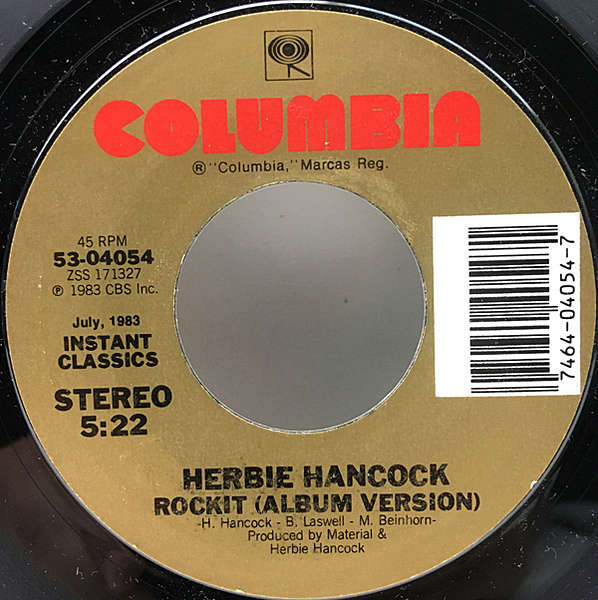 COLUMBIA
® "Columbia," Marcas Reg.
45 RPM
53-04054
ZSS 171327
℗ 1983 CBS Inc.
July, 1983
INSTANT
CLASSICS
STEREO
5:22
7464-04054-7
HERBIE HANCOCK
ROCKIT (ALBUM VERSION)
-H. Hancock - B. Laswell - M. Beinhorn-
Produced by Material &
Herbie Hancock